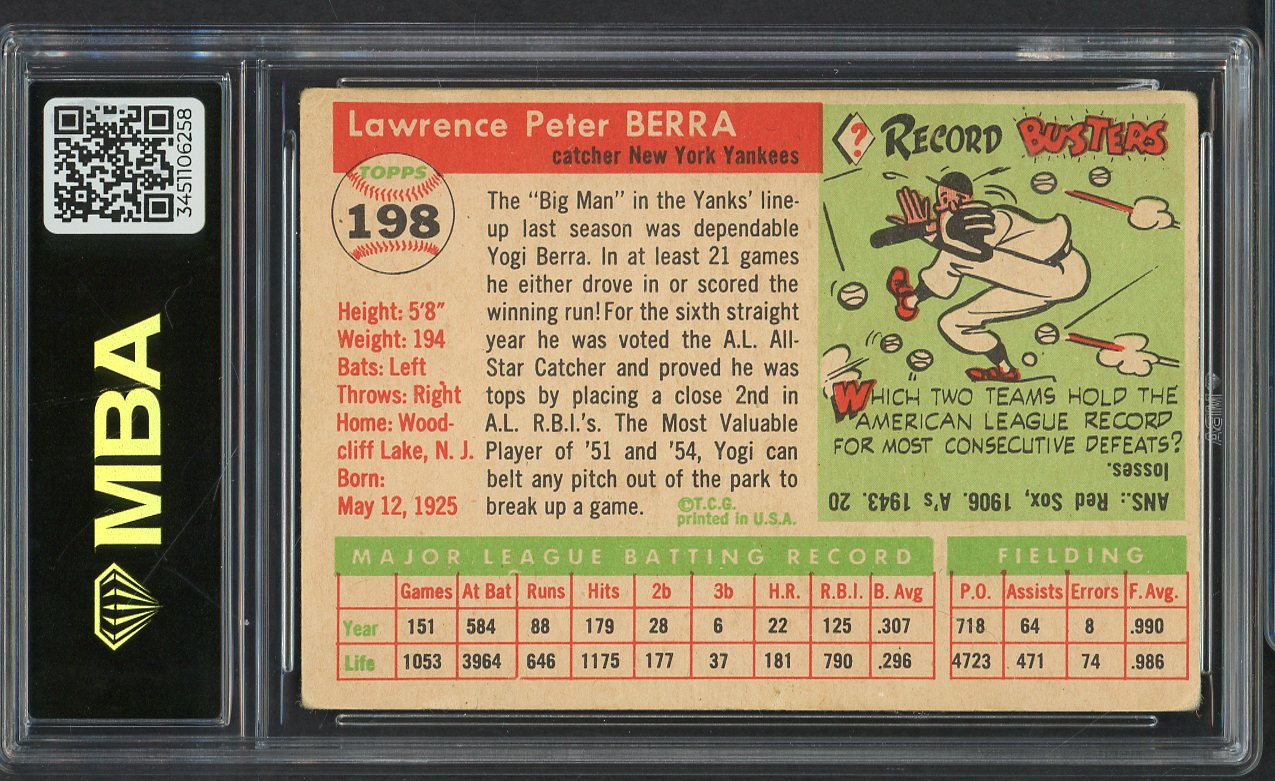 3451106258
MBA
Lawrence Peter BERRA
catcher New York Yankees
TOPPS
198
Height: 5'8"
Weight: 194
Bats: Left
Throws: Right
Home: Wood-
cliff Lake, N. J.
Born:
May 12, 1925
The "Big Man" in the Yanks' line-
up last season was dependable
Yogi Berra. In at least 21 games
he either drove in or scored the
winning run! For the sixth straight
year he was voted the A.L. All-
Star Catcher and proved he was
tops by placing a close 2nd in
A.L. R.B.I.'s. The Most Valuable
Player of '51 and '54, Yogi can
belt any pitch out of the park to
break up a game.
©T.C.G.
printed in U.S.A.
? RECORD BUSTERS
WHICH TWO TEAMS HOLD THE
AMERICAN LEAGUE RECORD
FOR MOST CONSECUTIVE DEFEATS?
ANS.: Red Sox, 1906. A's 1943. 20
losses.
MAJOR LEAGUE BATTING RECORD
Games At Bat Runs Hits 2b 3b H.R. R.B.I. B. Avg
Year 151 584 88 179 28 6 22 125 .307
Life 1053 3964 646 1175 177 37 181 790 .296
FIELDING
P.O. Assists Errors F. Avg.
718 64 8 .990
4723 471 74 .986
MBA